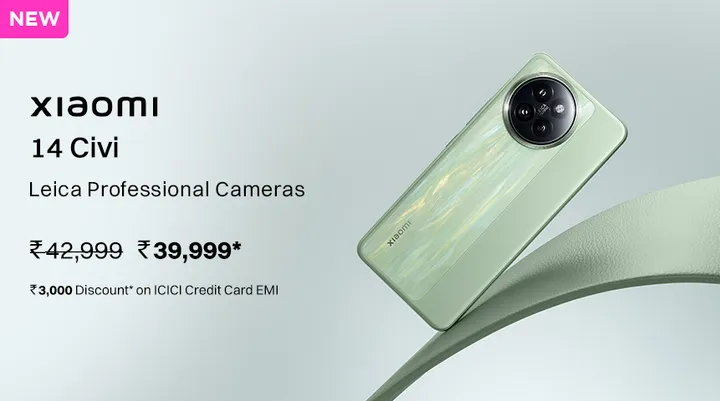 NEW
xiaomi
14 Civi
Leica Professional Cameras
₹42,999 ₹39,999*
₹3,000 Discount* on ICICI Credit Card EMI
xiaomi